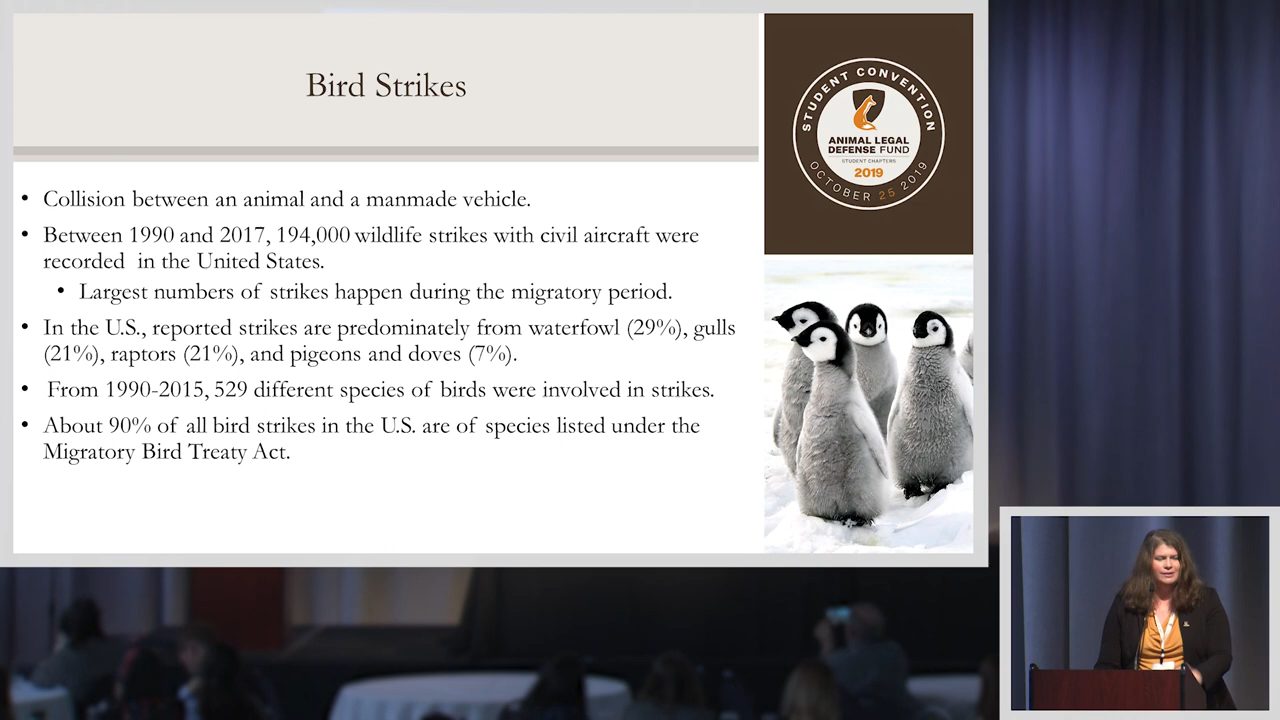 Bird Strikes
• Collision between an animal and a manmade vehicle.
• Between 1990 and 2017, 194,000 wildlife strikes with civil aircraft were
recorded in the United States.
• Largest numbers of strikes happen during the migratory period.
• In the U.S., reported strikes are predominately from waterfowl (29%), gulls
(21%), raptors (21%), and pigeons and doves (7%).
• From 1990-2015, 529 different species of birds were involved in strikes.
• About 90% of all bird strikes in the U.S. are of species listed under the
Migratory Bird Treaty Act.
STUDENT CONVENTION
ANIMAL LEGAL
DEFENSE FUND
STUDENT CHAPTERS
2019
OCTOBER 25 2019